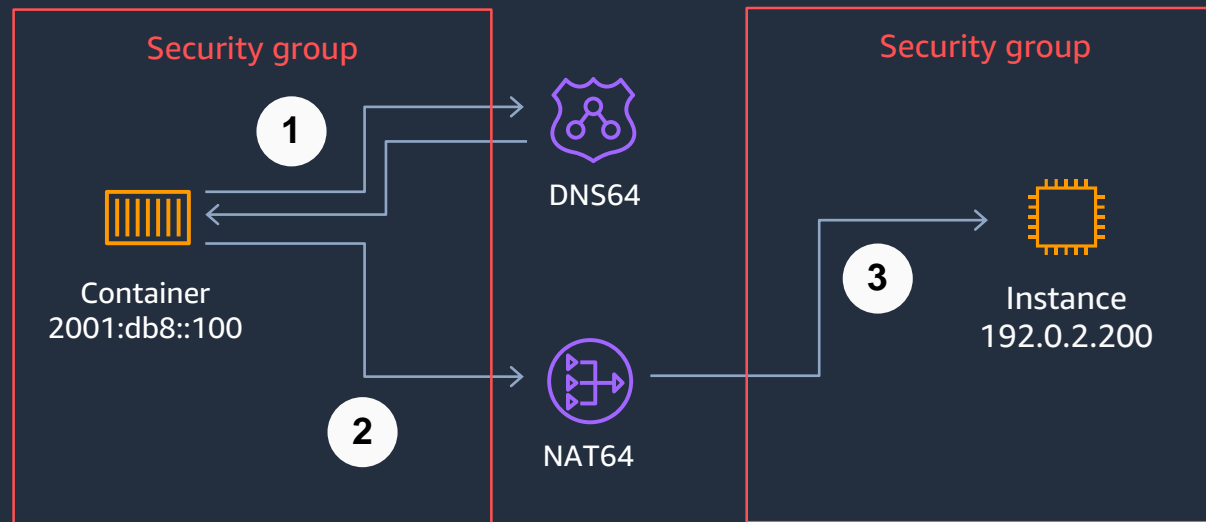 Security group
1
Container
2001:db8::100
2
DNS64
NAT64
Security group
3
Instance
192.0.2.200